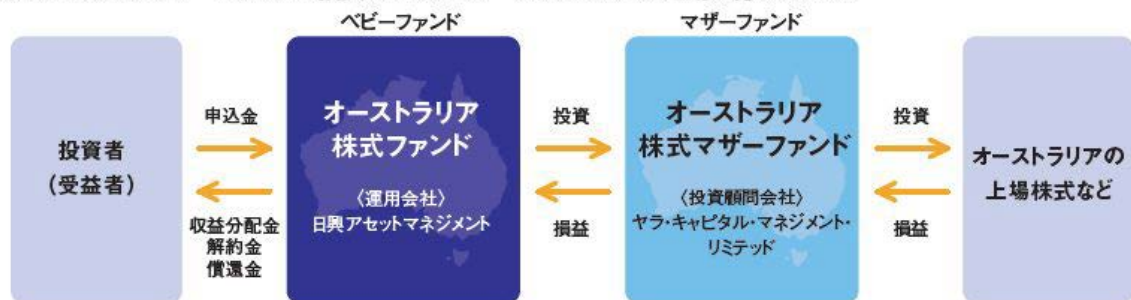 ベビーファンド
マザーファンド
投資者
(受益者)
申込金
収益分配金
解約金
償還金
オーストラリア
株式ファンド
〈運用会社〉
日興アセットマネジメント
投資
損益
オーストラリア
株式マザーファンド
〈投資顧問会社〉
ヤラ・キャピタル・マネジメント・
リミテッド
投資
損益
オーストラリアの
上場株式など